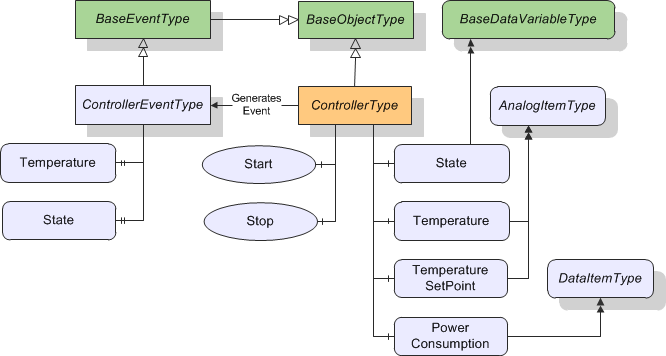 BaseEventType
BaseObjectType
BaseDataVariableType
ControllerEventType
Generates
Event
ControllerType
AnalogItemType
Temperature
Start
State
State
Stop
Temperature
Temperature
SetPoint
DataItemType
Power
Consumption